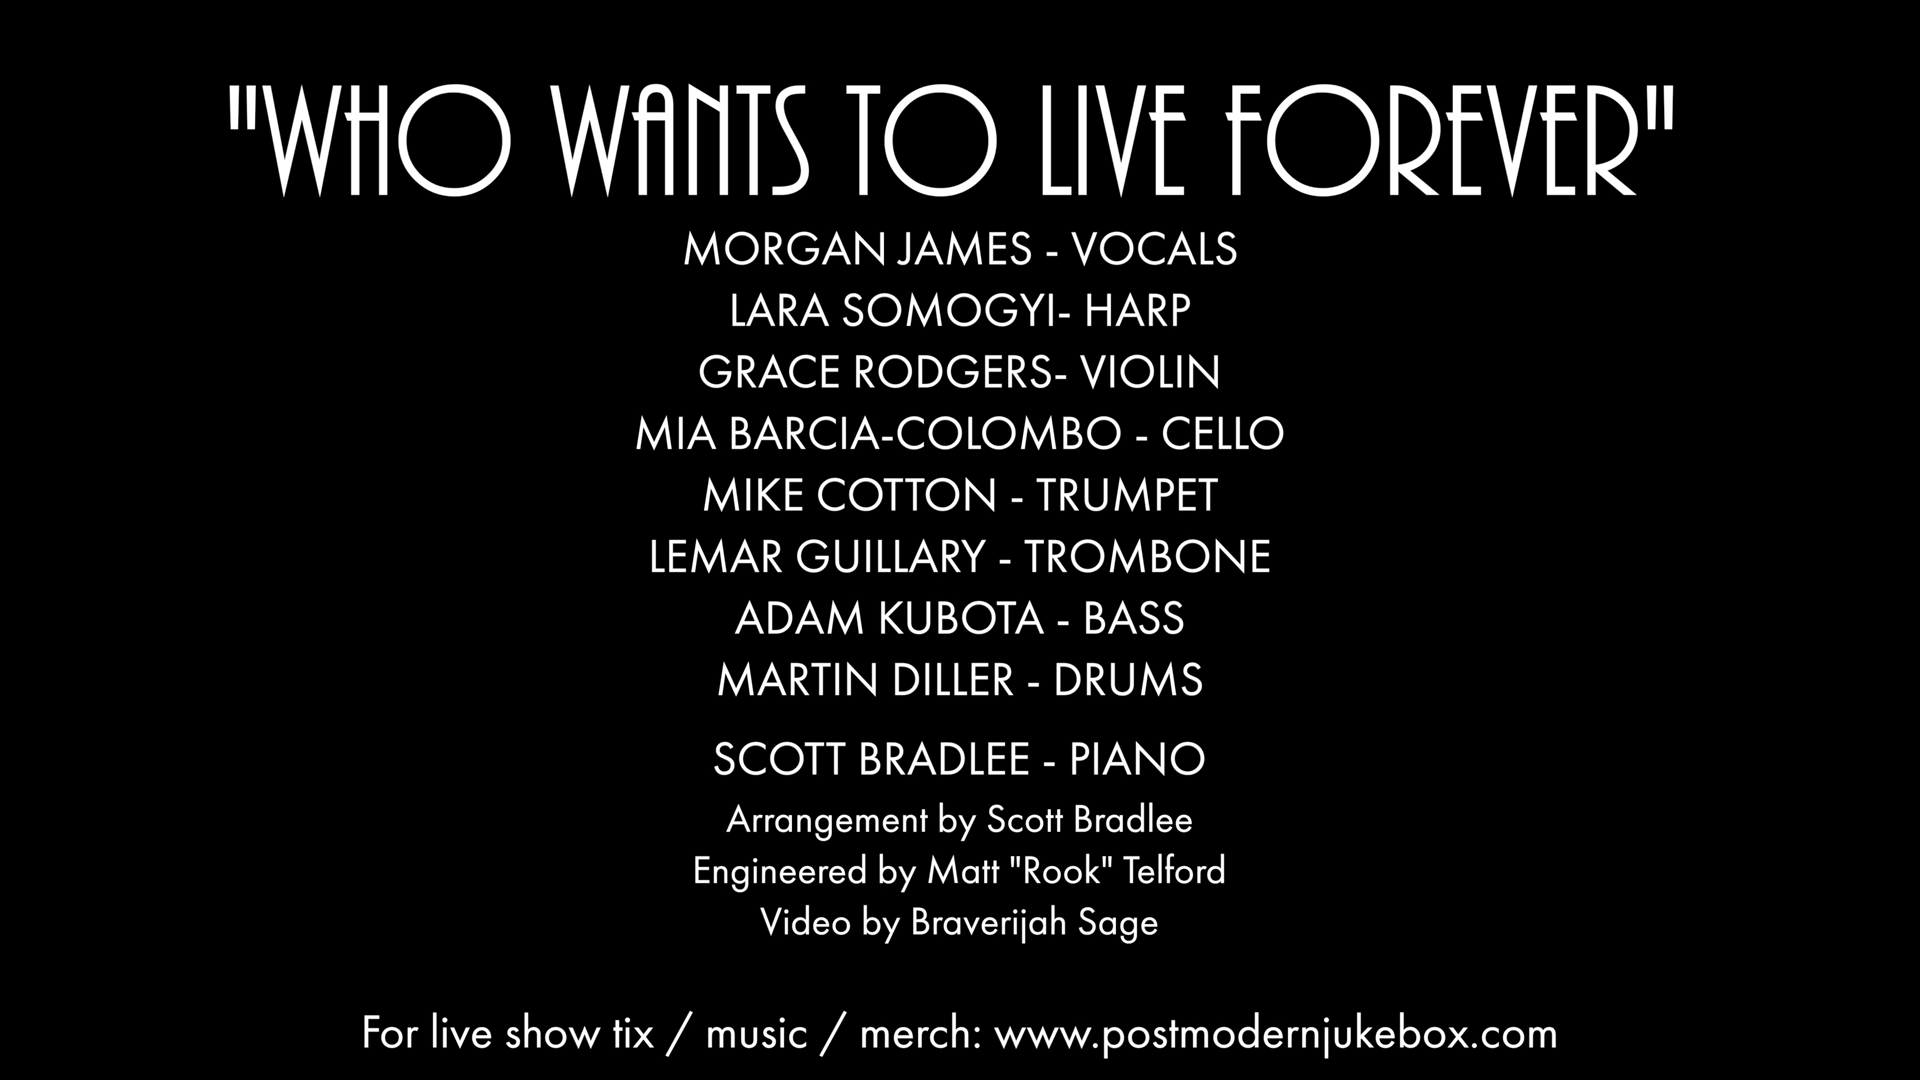 "WHO WANTS TO LIVE FOREVER"
MORGAN JAMES - VOCALS
LARA SOMOGYI- HARP
GRACE RODGERS- VIOLIN
MIA BARCIA-COLOMBO - CELLO
MIKE COTTON - TRUMPET
LEMAR GUILLARY - TROMBONE
ADAM KUBOTA - BASS
MARTIN DILLER - DRUMS
SCOTT BRADLEE - PIANO
Arrangement by Scott Bradlee
Engineered by Matt "Rook" Telford
Video by Braverijah Sage
For live show tix / music / merch: www.postmodernjukebox.com